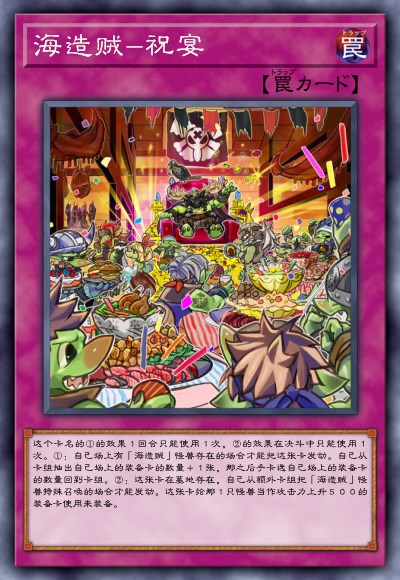 海造贼-祝宴
トラップ
罠
トラップ
【罠カード】
这个卡名的①的效果1回合只能使用1次，②的效果在决斗中只能使用1
次。①：自己场上有「海造贼」怪兽存在的场合才能把这张卡发动。自己从
卡组抽出自己场上的装备卡的数量＋1张，那之后手卡选自己场上的装备卡
的数量回到卡组。②：这张卡在墓地存在，自己从额外卡组把「海造贼」怪
兽特殊召唤的场合才能发动。这张卡给那1只怪兽当作攻击力上升500的
装备卡使用来装备。